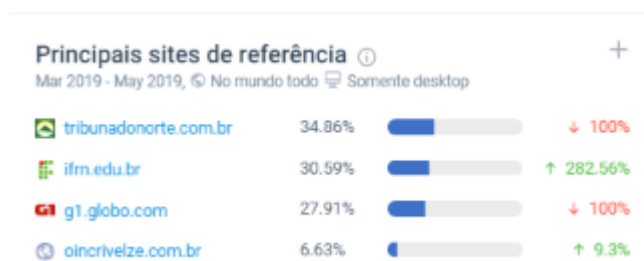 Principais sites de referência
Mar 2019 - May 2019, No mundo todo Somente desktop
tribunadonorte.com.br 34.86% ↓ 100%
ifrn.edu.br 30.59% ↑ 282.56%
g1.globo.com 27.91% ↓ 100%
oincrivelze.com.br 6.63% ↑ 9.3%